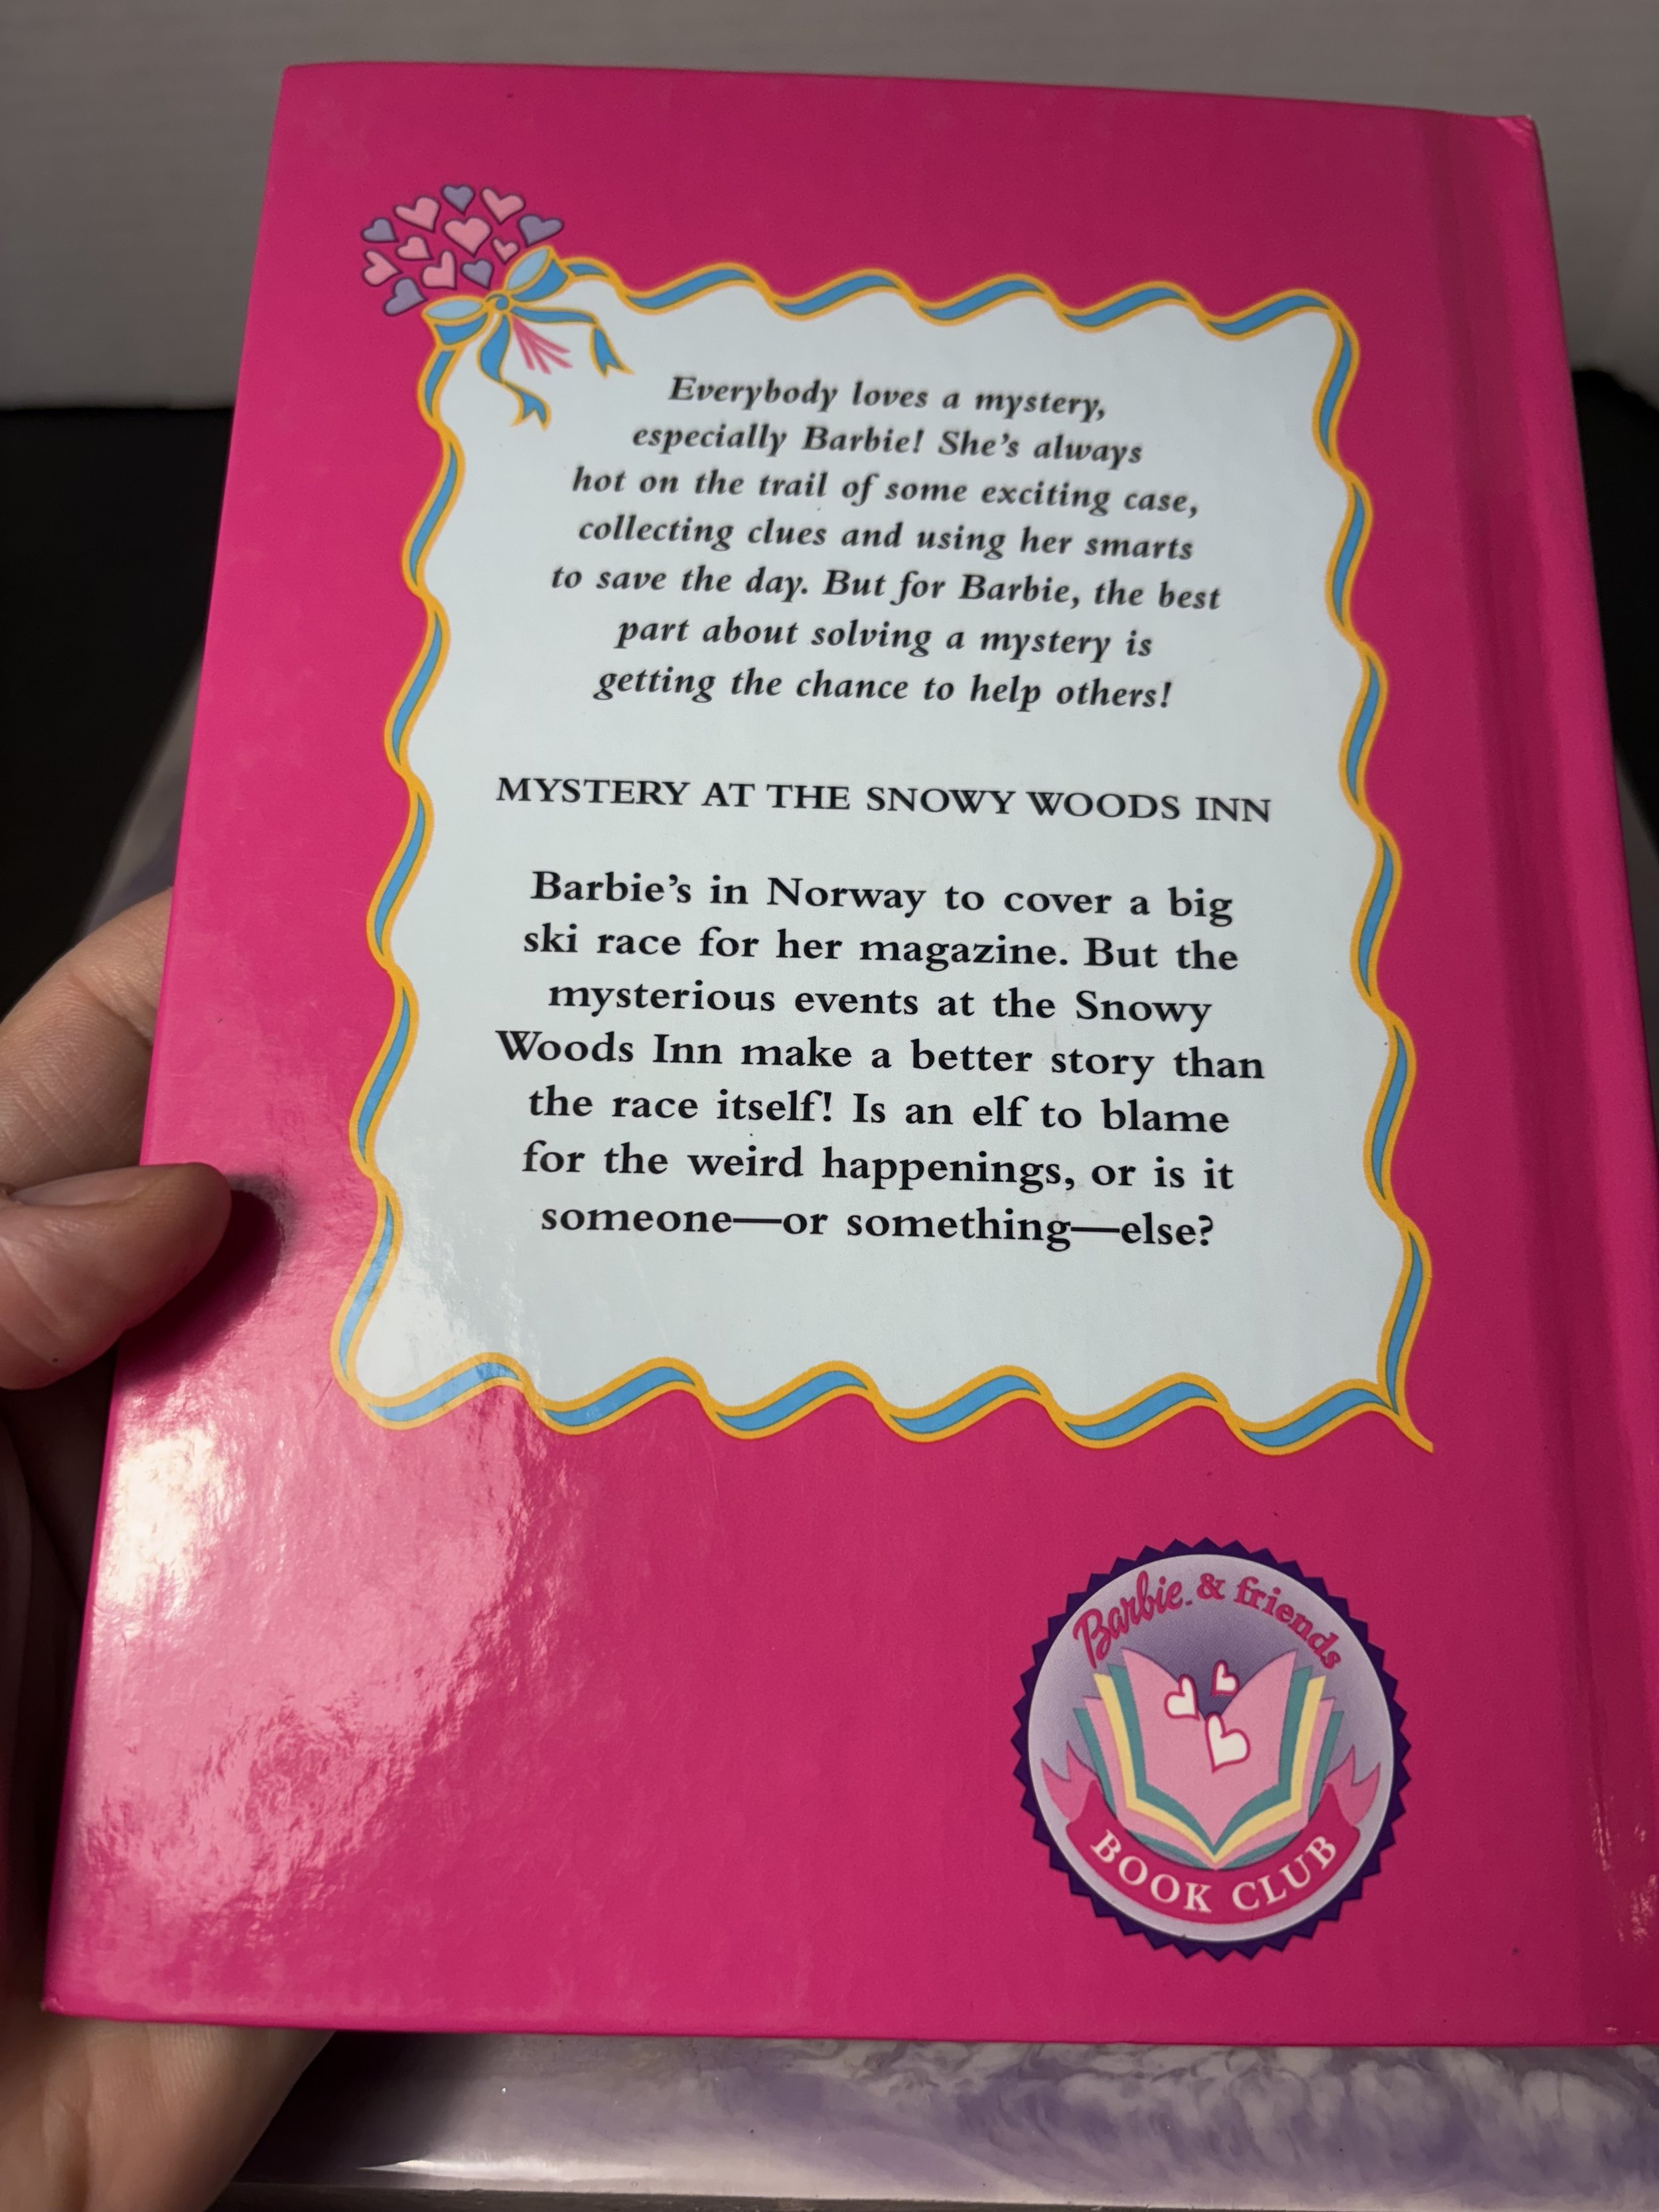 Everybody loves a mystery,
especially Barbie! She's always
hot on the trail of some exciting case,
collecting clues and using her smarts
to save the day. But for Barbie, the best
part about solving a mystery is
getting the chance to help others!
MYSTERY AT THE SNOWY WOODS INN
Barbie's in Norway to cover a big
ski race for her magazine. But the
mysterious events at the Snowy
Woods Inn make a better story than
the race itself! Is an elf to blame
for the weird happenings, or is it
someone—or something—else?
Barbie & friends
BOOK CLUB